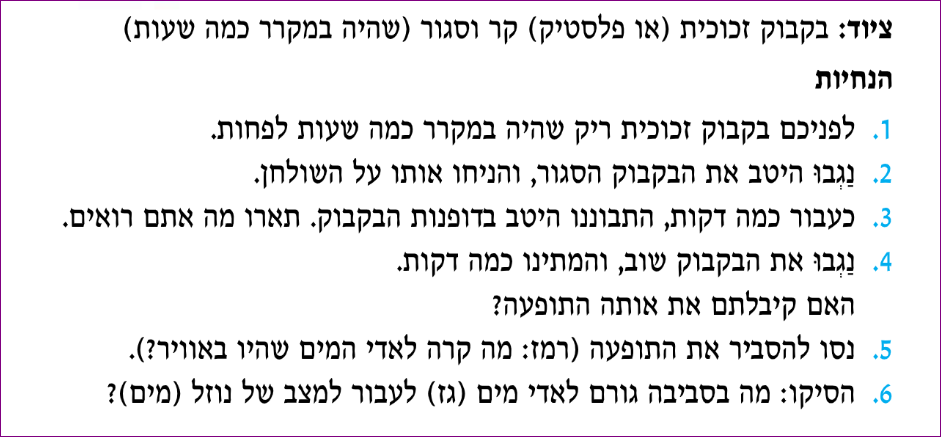 ציוד: בקבוק זכוכית (או פלסטיק) קר וסגור (שהיה במקרר כמה שעות)
הנחיות
1. לפניכם בקבוק זכוכית ריק שהיה במקרר כמה שעות לפחות.
2. נַגְבוּ היטב את הבקבוק הסגור, והניחו אותו על השולחן.
3. כעבור כמה דקות, התבוננו היטב בדופנות הבקבוק. תארו מה אתם רואים.
4. נַגְבוּ את הבקבוק שוב, והמתינו כמה דקות.
האם קיבלתם את אותה התופעה?
5. נסו להסביר את התופעה (רמז: מה קרה לאדי המים שהיו באוויר?).
6. הסיקו: מה בסביבה גורם לאדי מים (גז) לעבור למצב של נוזל (מים)?